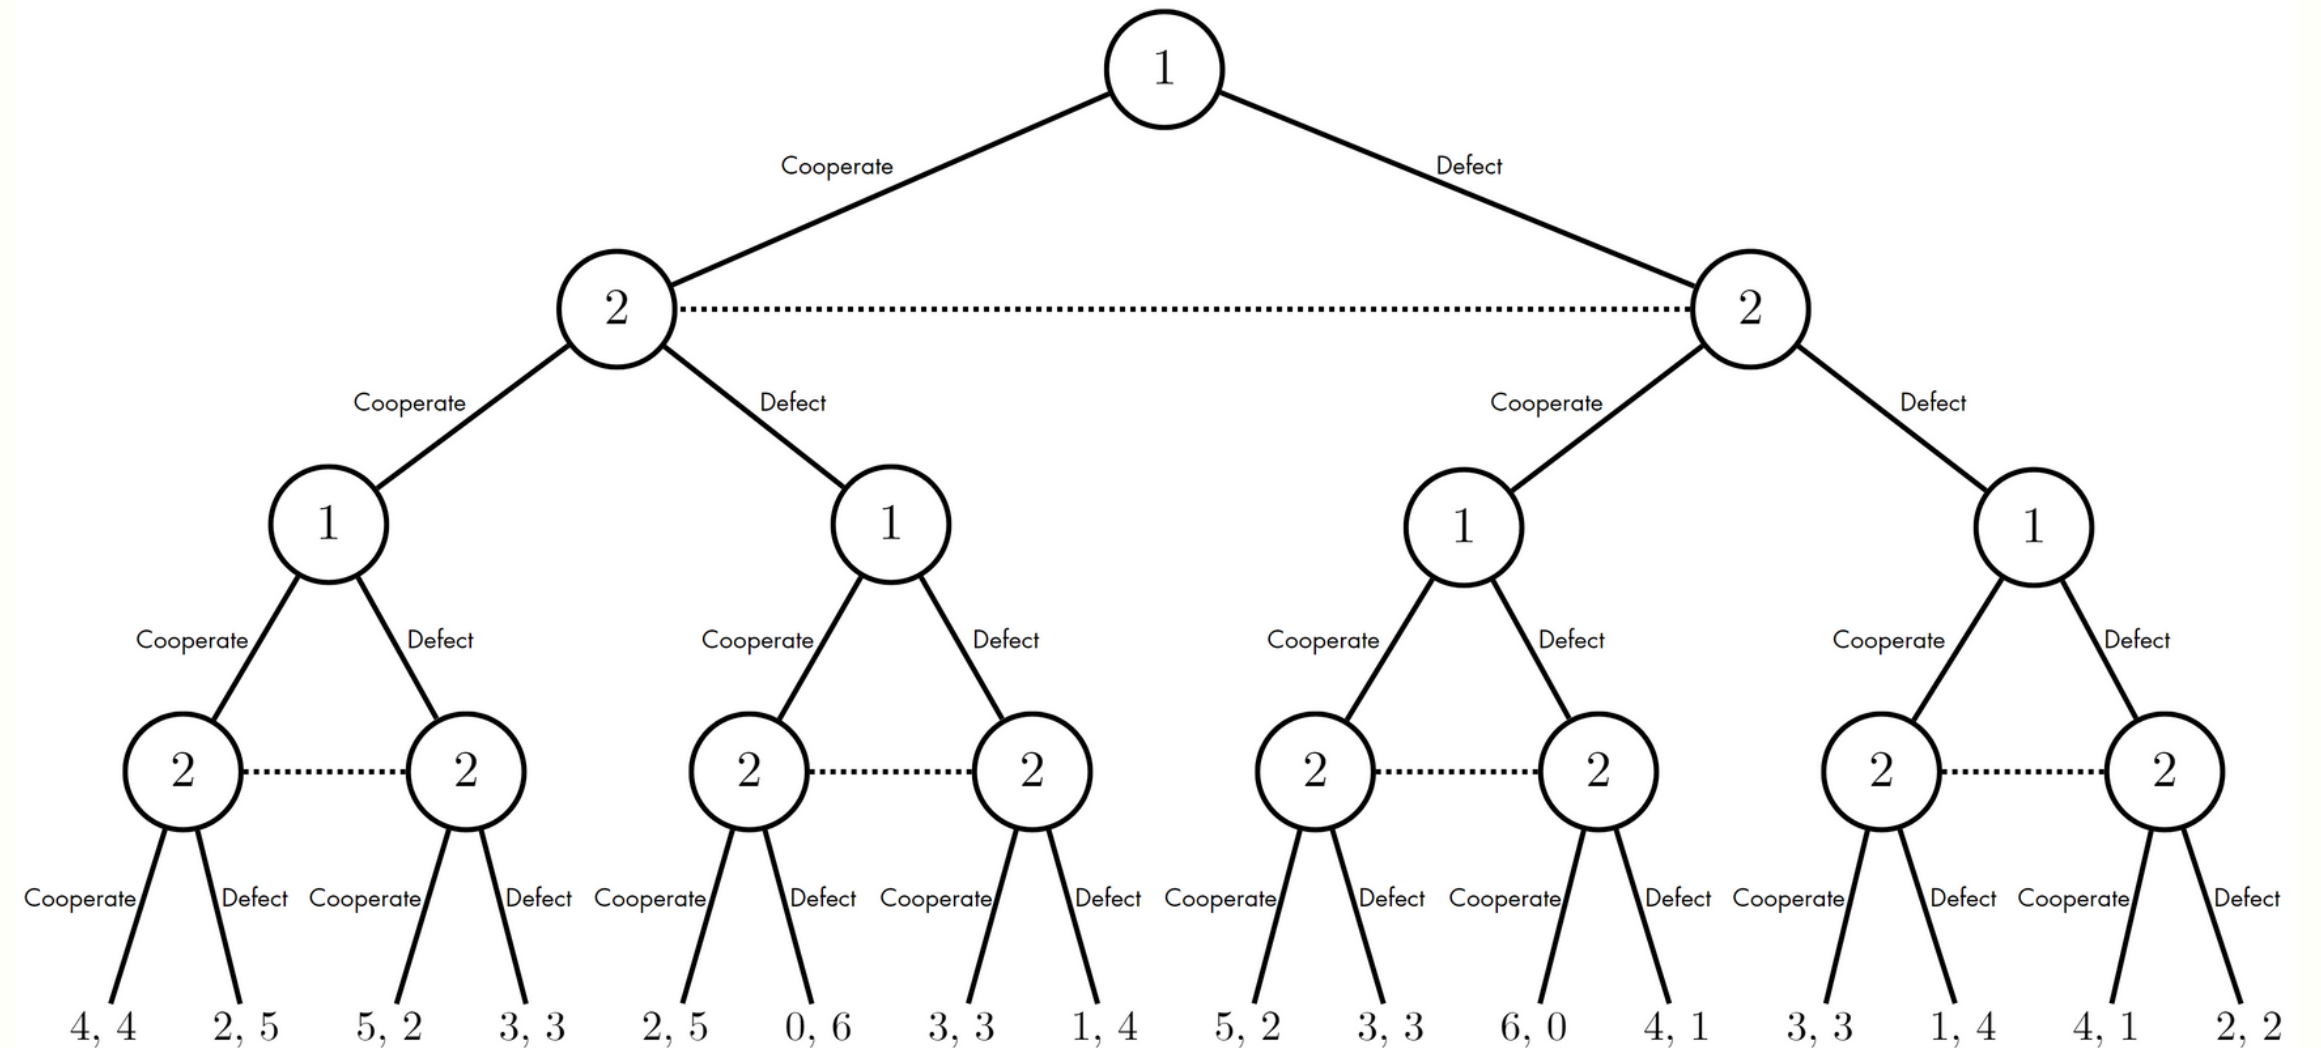 1
Cooperate Defect
2 2
Cooperate Defect Cooperate Defect
1 1 1 1
Cooperate Defect Cooperate Defect Cooperate Defect Cooperate Defect
2 2 2 2 2 2 2 2
Cooperate Defect Cooperate Defect Cooperate Defect Cooperate Defect Cooperate Defect Cooperate Defect Cooperate Defect Cooperate Defect
4, 4 2, 5 5, 2 3, 3 2, 5 0, 6 3, 3 1, 4 5, 2 3, 3 6, 0 4, 1 3, 3 1, 4 4, 1 2, 2